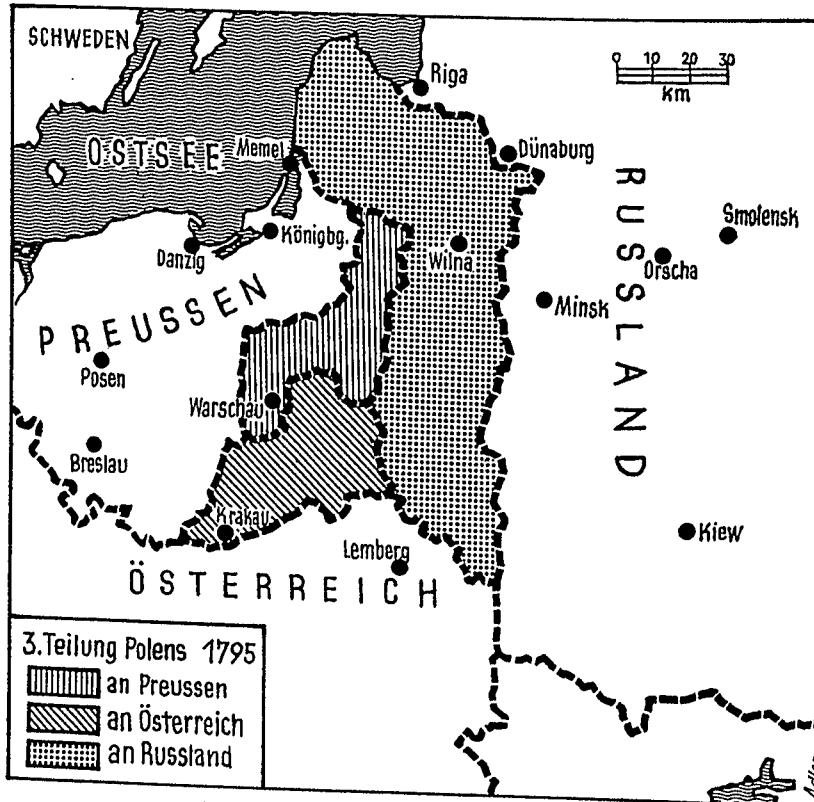 SCHWEDEN
Riga
0 10 20 30
Km
OSTSEE
Memel
Dünaburg
RUSSLAND
Smolensk
Danzig
Königbg.
Wilna
Orscha
Minsk
PREUSSEN
Posen
Warschau
Breslau
Krakau
Lemberg
Kiew
ÖSTERREICH
3.Teilung Polens 1795
an Preussen
an Österreich
an Russland